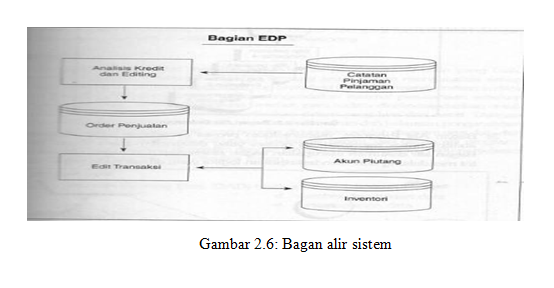 Bagian EDP
Analisis Kredit
dan Editing
Catatan
Pinjaman
Pelanggan
Order Penjualan
Edit Transaksi
Akun Piutang
Inventori
Gambar 2.6: Bagan alir sistem